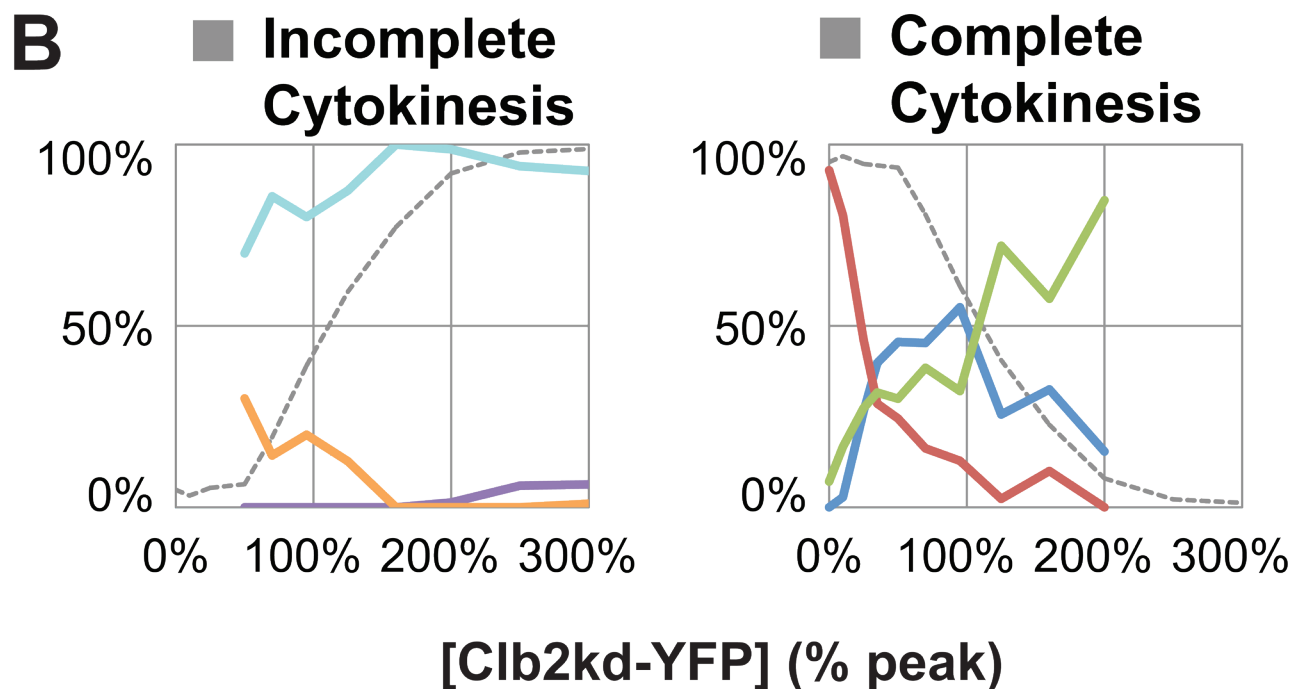 B
Incomplete
Cytokinesis
Complete
Cytokinesis
100%
50%
0%
0% 100% 200% 300%
100%
50%
0%
0% 100% 200% 300%
[Clb2kd-YFP] (% peak)